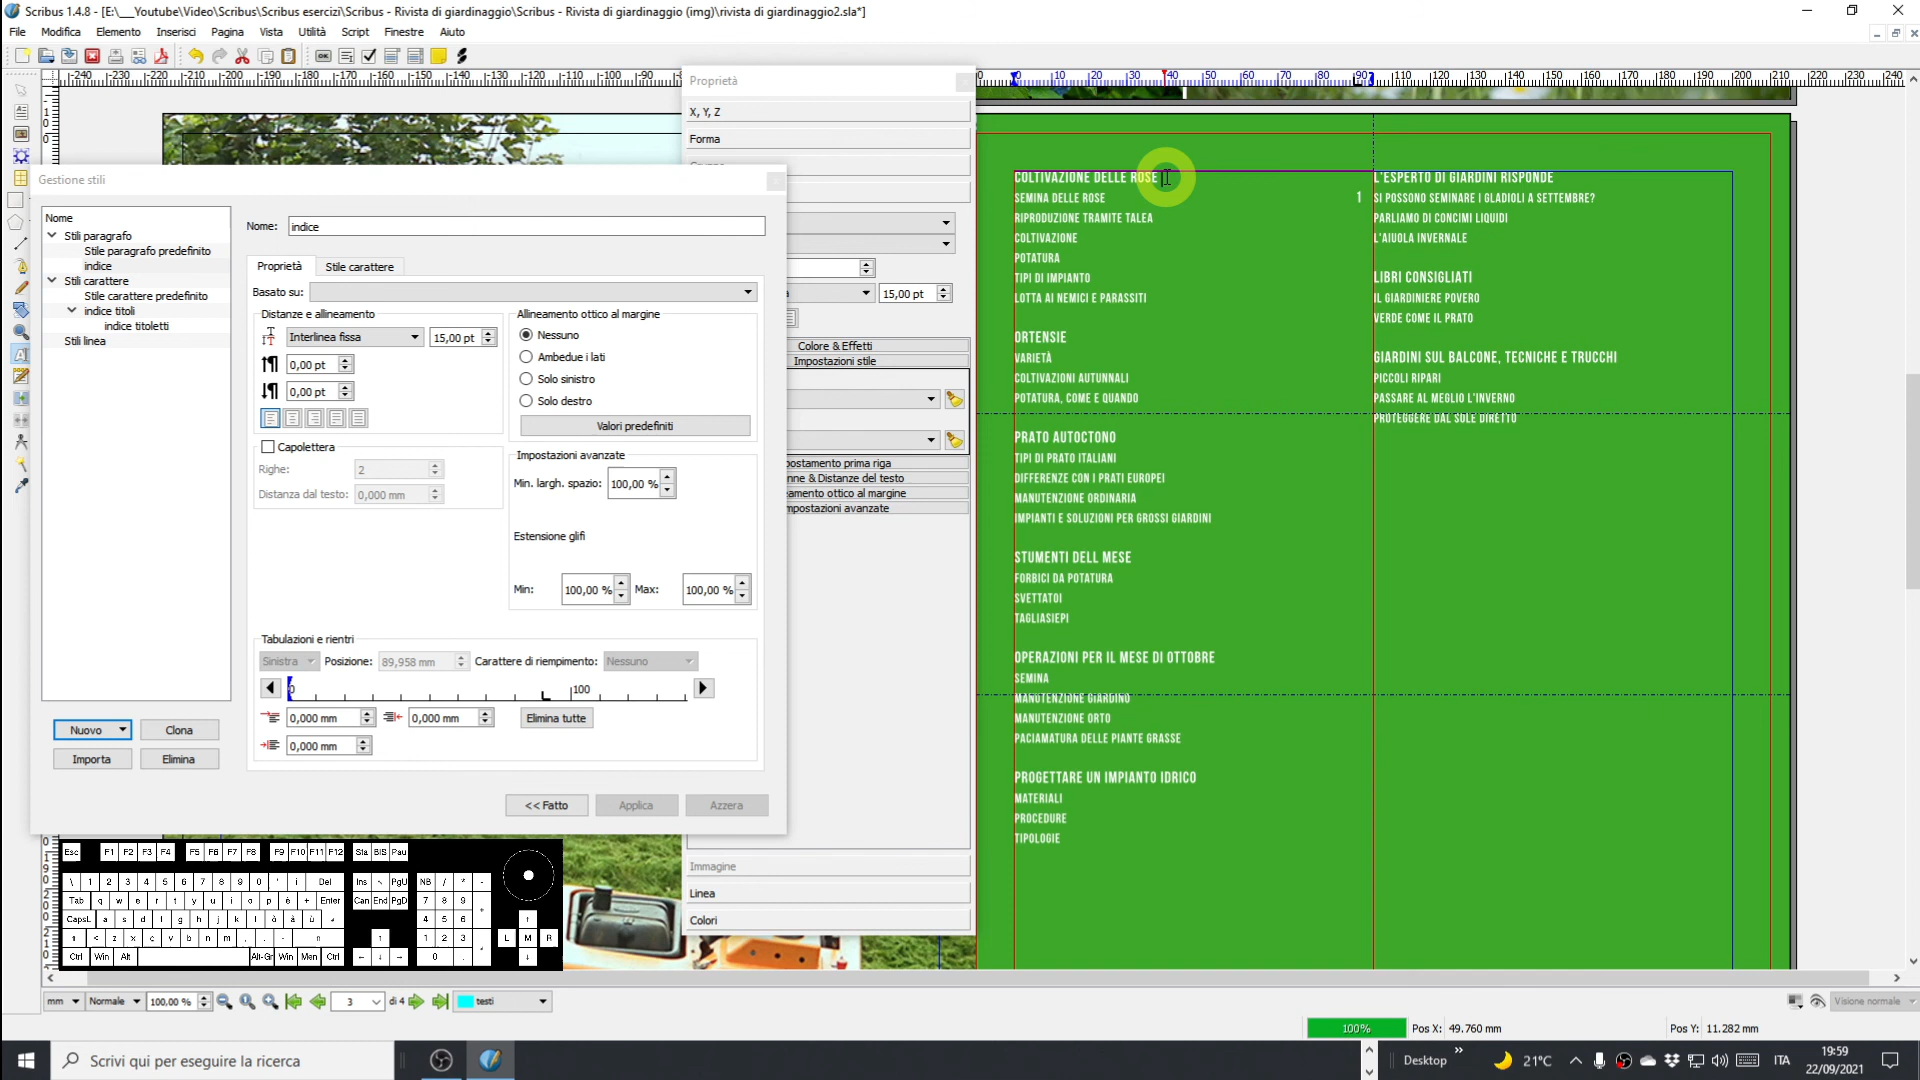 Scribus 1.4.8 - [E:\___Youtube\Video\Scribus\Scribus esercizi\Scribus - Rivista di giardinaggio\Scribus - Rivista di giardinaggio (img)\rivista di giardinaggio2.sla*]
File Modifica Elemento Inserisci Pagina Vista Utilità Script Finestre Aiuto
Proprietà
X, Y, Z
Forma
Gestione stili
Nome
Stili paragrafo
Stile paragrafo predefinito
indice
Stili carattere
Stile carattere predefinito
indice titoli
indice titoletti
Stili linea
Nuovo
Clona
Importa
Elimina
Nome: indice
Proprietà
Stile carattere
Basato su:
Distanze e allineamento
Interlinea fissa
15,00 pt
0,00 pt
0,00 pt
Capolettera
Righe: 2
Distanza dal testo: 0,000 mm
Allineamento ottico al margine
Nessuno
Ambedue i lati
Solo sinistro
Solo destro
Valori predefiniti
Impostazioni avanzate
Min. largh. spazio: 100,00 %
Estensione glifi
Min: 100,00 % Max: 100,00 %
Tabulazioni e rientri
Sinistra Posizione: 89,958 mm Carattere di riempimento: Nessuno
0 100
0,000 mm 0,000 mm Elimina tutte
0,000 mm
<< Fatto Applica Azzera
15,00 pt
Colore & Effetti
Impostazioni stile
postamento prima riga
nne & Distanze del testo
eamento ottico al margine
mpostazioni avanzate
Immagine
Linea
Colori
COLTIVAZIONE DELLE ROSE
SEMINA DELLE ROSE 1
RIPRODUZIONE TRAMITE TALEA
COLTIVAZIONE
POTATURA
TIPI DI IMPIANTO
LOTTA AI NEMICI E PARASSITI
ORTENSIE
VARIETÀ
COLTIVAZIONI AUTUNNALI
POTATURA, COME E QUANDO
PRATO AUTOCTONO
TIPI DI PRATO ITALIANI
DIFFERENZE CON I PRATI EUROPEI
MANUTENZIONE ORDINARIA
IMPIANTI E SOLUZIONI PER GROSSI GIARDINI
STUMENTI DELL MESE
FORBICI DA POTATURA
SVETTATOI
TAGLIASIEPI
OPERAZIONI PER IL MESE DI OTTOBRE
SEMINA
MANUTENZIONE GIARDINO
MANUTENZIONE ORTO
PACIAMATURA DELLE PIANTE GRASSE
PROGETTARE UN IMPIANTO IDRICO
MATERIALI
PROCEDURE
TIPOLOGIE
L'ESPERTO DI GIARDINI RISPONDE
SI POSSONO SEMINARE I GLADIOLI A SETTEMBRE?
PARLIAMO DI CONCIMI LIQUIDI
L'AIUOLA INVERNALE
LIBRI CONSIGLIATI
IL GIARDINIERE POVERO
VERDE COME IL PRATO
GIARDINI SUL BALCONE, TECNICHE E TRUCCHI
PICCOLI RIPARI
PASSARE AL MEGLIO L'INVERNO
PROTEGGERE DAL SOLE DIRETTO
mm Normale 100,00 % 3 di 4 testi
Visione normale
100% Pos X: 49.760 mm Pos Y: 11.282 mm
Scrivi qui per eseguire la ricerca
Desktop
21°C
ITA
19:59
22/09/2021